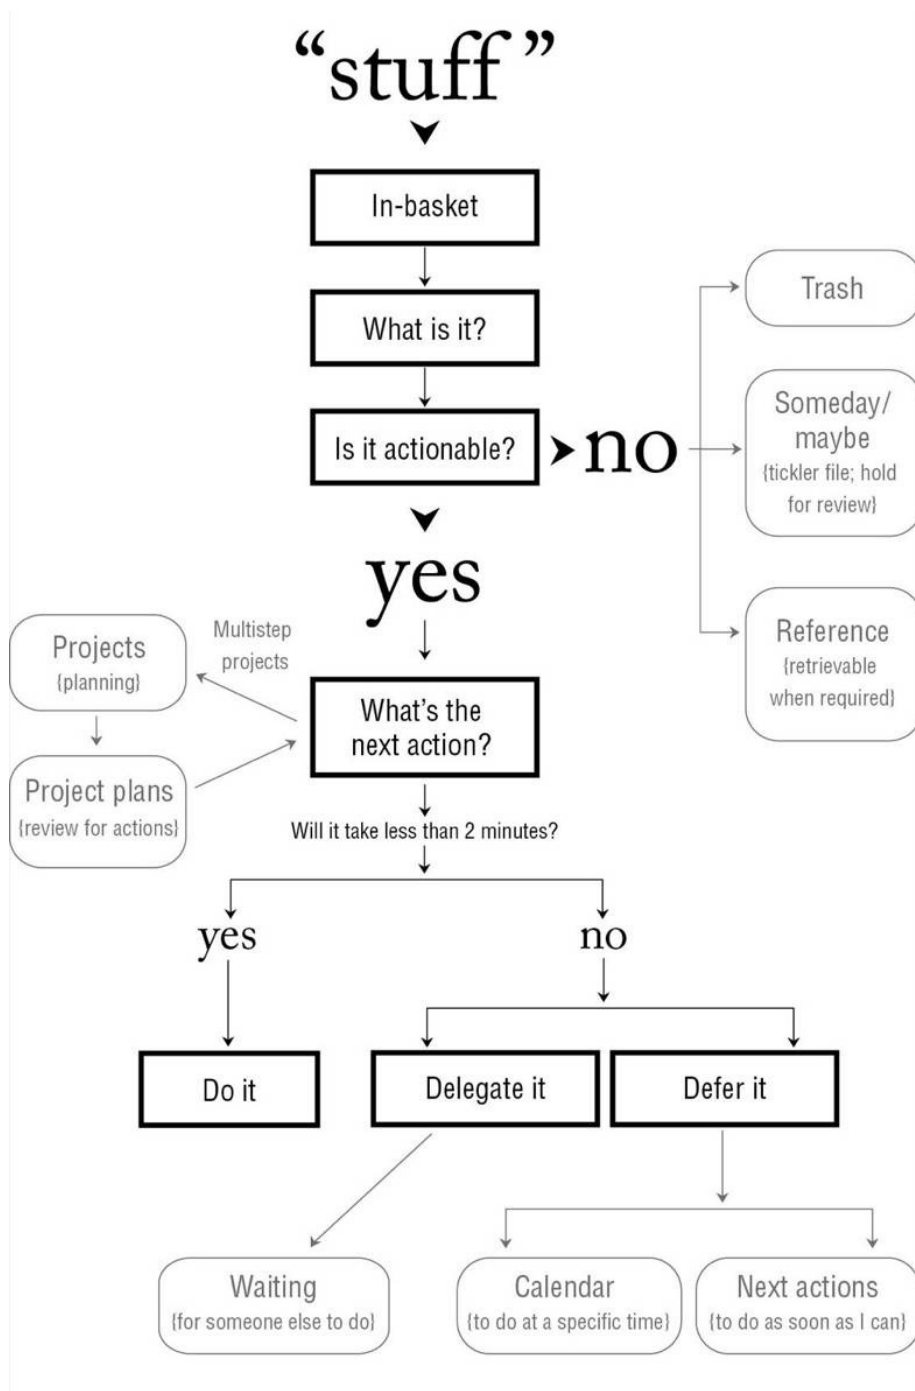 “stuff”
In-basket
What is it?
Trash
Is it actionable?
no
Someday/
maybe
{tickler file; hold
for review}
yes
Reference
{retrievable
when required}
Projects
{planning}
Multistep
projects
What’s the
next action?
Project plans
{review for actions}
Will it take less than 2 minutes?
yes
no
Do it
Delegate it
Defer it
Waiting
{for someone else to do}
Calendar
{to do at a specific time}
Next actions
{to do as soon as I can}